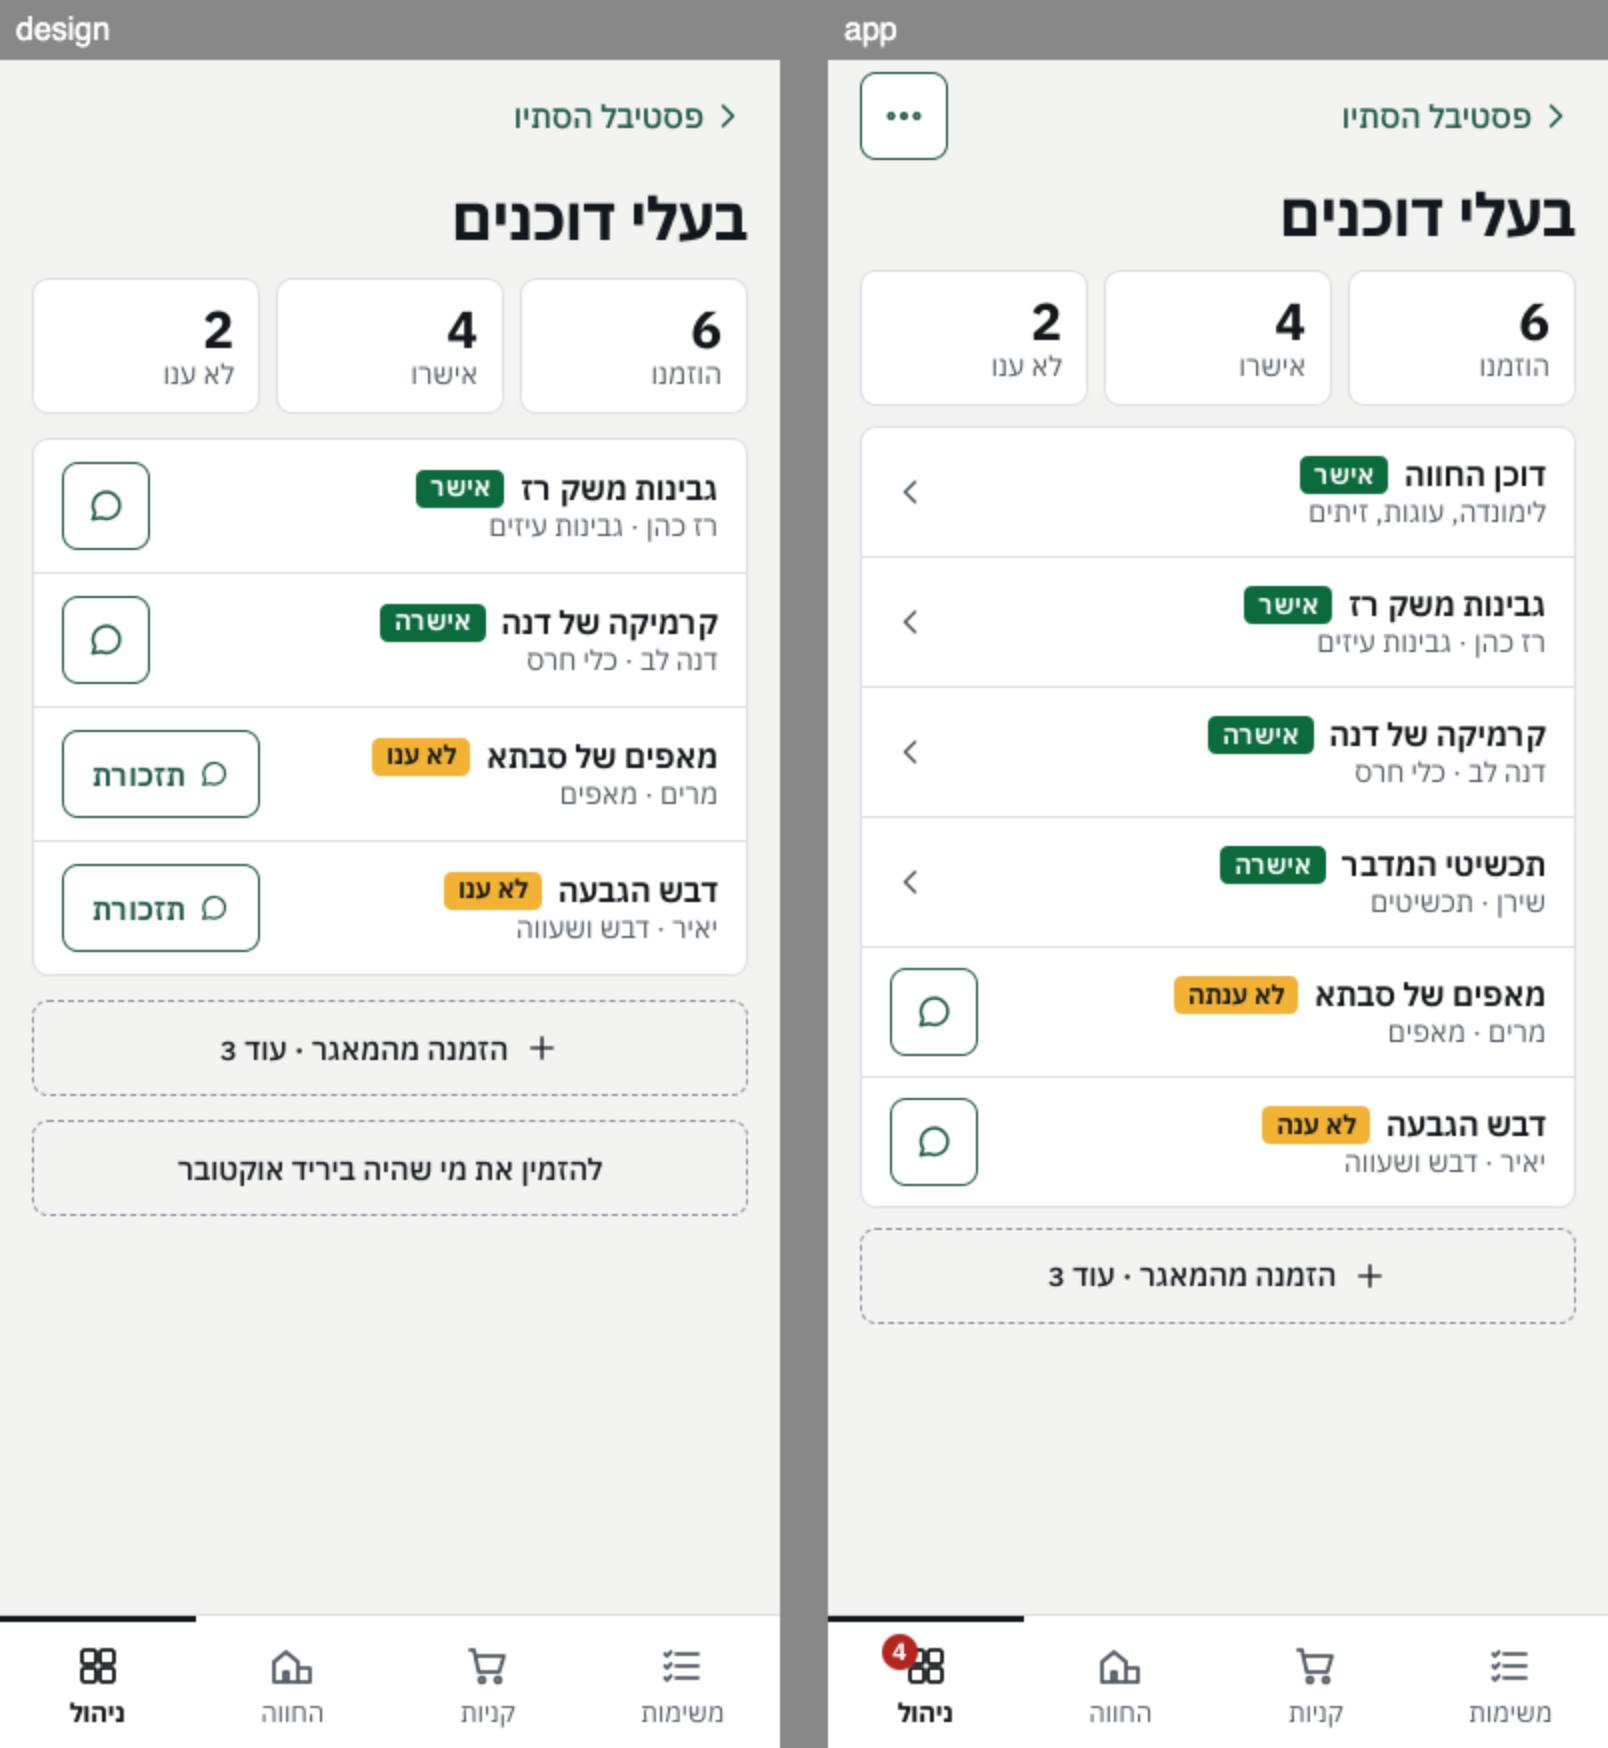 design
פסטיבל הסתיו
בעלי דוכנים
6
הוזמנו
4
אישרו
2
לא ענו
גבינות משק רז אישר
רז כהן · גבינות עיזים
קרמיקה של דנה אישרה
דנה לב · כלי חרס
מאפים של סבתא לא ענו
מרים · מאפים
תזכורת
דבש הגבעה לא ענו
יאיר · דבש ושעווה
תזכורת
הזמנה מהמאגר · עוד 3
להזמין את מי שהיה ביריד אוקטובר
משימות
קניות
החווה
ניהול
app
פסטיבל הסתיו
בעלי דוכנים
6
הוזמנו
4
אישרו
2
לא ענו
דוכן החווה אישר
לימונדה, עוגות, זיתים
גבינות משק רז אישר
רז כהן · גבינות עיזים
קרמיקה של דנה אישרה
דנה לב · כלי חרס
תכשיטי המדבר אישרה
שירן · תכשיטים
מאפים של סבתא לא ענתה
מרים · מאפים
דבש הגבעה לא ענה
יאיר · דבש ושעווה
הזמנה מהמאגר · עוד 3
משימות
קניות
החווה
4
ניהול